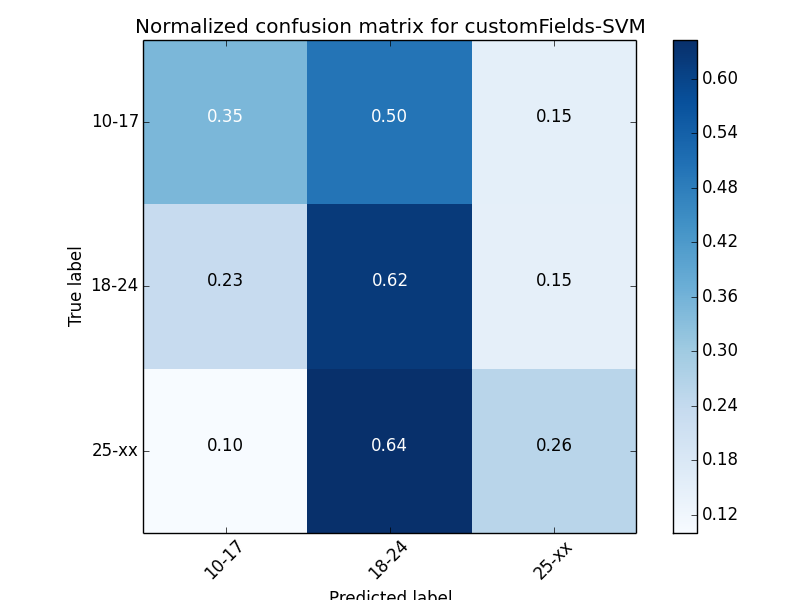 Normalized confusion matrix for customFields-SVM
True label
10-17
0.35 0.50 0.15
18-24
0.23 0.62 0.15
25-xx
0.10 0.64 0.26
10-17 18-24 25-xx
Predicted label
0.60
0.54
0.48
0.42
0.36
0.30
0.24
0.18
0.12